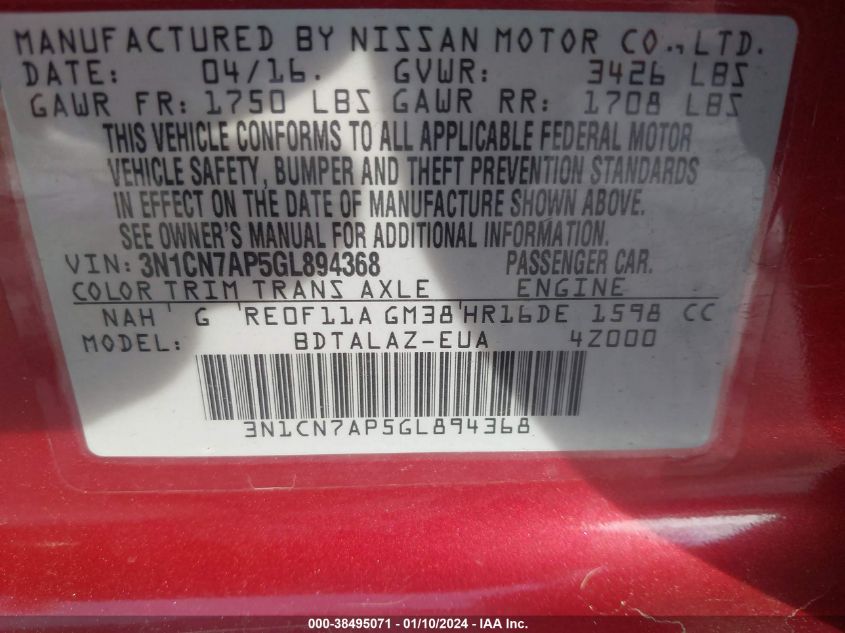 MANUFACTURED BY NISSAN MOTOR CO., LTD.
DATE: 04/16. GVWR: 3426 LBS
GAWR FR: 1750 LBS GAWR RR: 1708 LBS
THIS VEHICLE CONFORMS TO ALL APPLICABLE FEDERAL MOTOR
VEHICLE SAFETY, BUMPER AND THEFT PREVENTION STANDARDS
IN EFFECT ON THE DATE OF MANUFACTURE SHOWN ABOVE.
SEE OWNER'S MANUAL FOR ADDITIONAL INFORMATION.
VIN: 3N1CN7AP5GL894368 PASSENGER CAR.
COLOR TRIM TRANS AXLE ENGINE
NAH G RE0F11A GM38 HR16DE 1598 CC
MODEL: BDTALAZ-EUA 4Z000
3N1CN7AP5GL894368
000-38495071 - 01/10/2024 - IAA Inc.